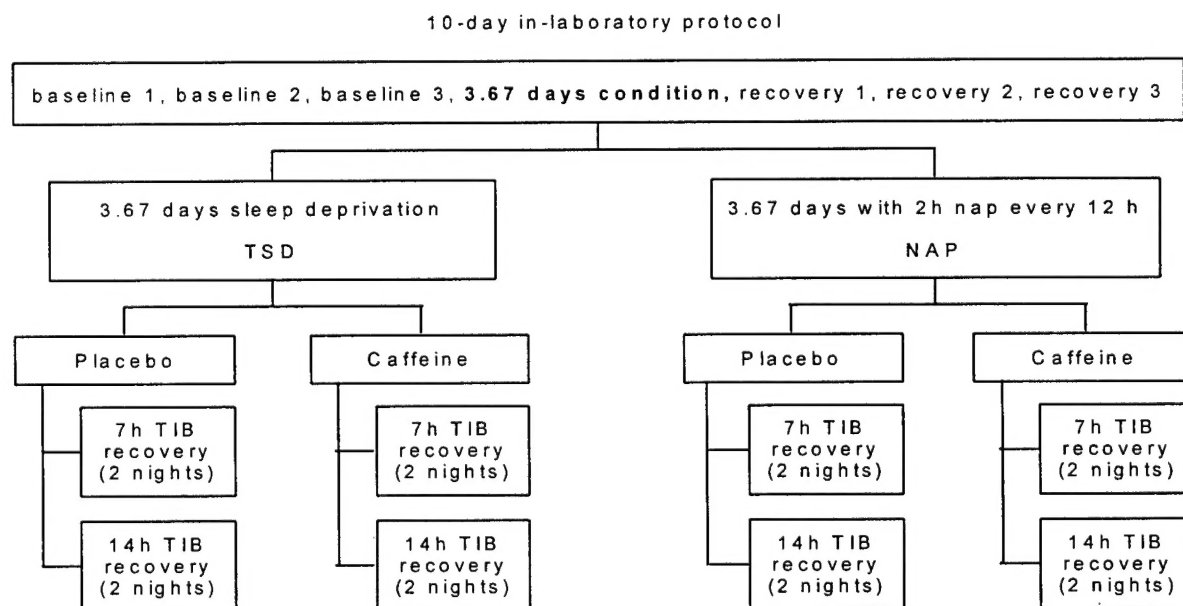 10-day in-laboratory protocol
baseline 1, baseline 2, baseline 3, 3.67 days condition, recovery 1, recovery 2, recovery 3
3.67 days sleep deprivation
TSD
3.67 days with 2h nap every 12 h
NAP
Placebo
Caffeine
Placebo
Caffeine
7h TIB
recovery
(2 nights)
7h TIB
recovery
(2 nights)
7h TIB
recovery
(2 nights)
7h TIB
recovery
(2 nights)
14h TIB
recovery
(2 nights)
14h TIB
recovery
(2 nights)
14h TIB
recovery
(2 nights)
14h TIB
recovery
(2 nights)